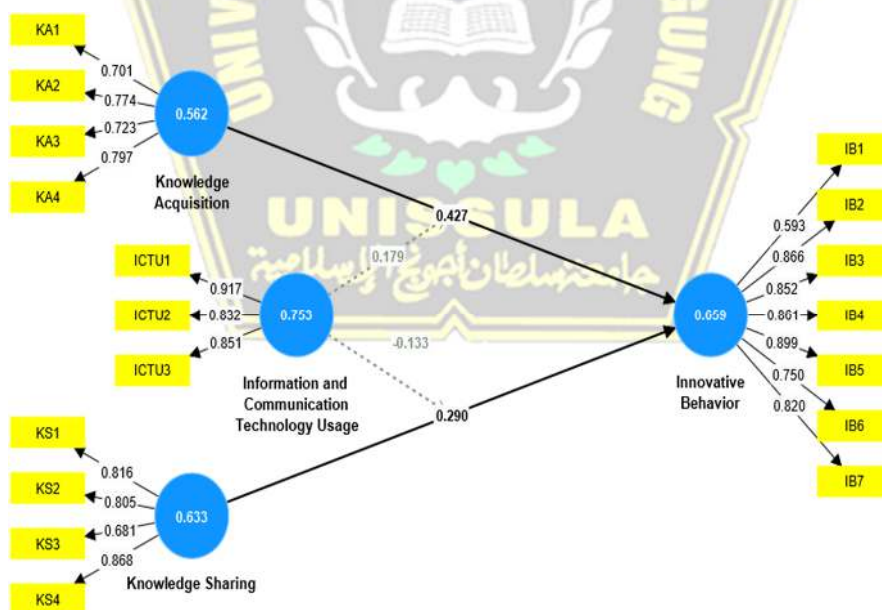 KA1
KA2
KA3
KA4
0.701
0.774
0.723
0.797
0.562
Knowledge
Acquisition
UNISSULA
جامعتسلطان أجونج الإسلامية
ICTU1
ICTU2
ICTU3
0.917
0.832
0.851
0.753
Information and
Communication
Technology Usage
0.427
0.179
-0.133
0.290
KS1
KS2
KS3
KS4
0.816
0.805
0.681
0.868
0.633
Knowledge Sharing
0.659
Innovative
Behavior
0.593
0.866
0.852
0.861
0.899
0.750
0.820
IB1
IB2
IB3
IB4
IB5
IB6
IB7